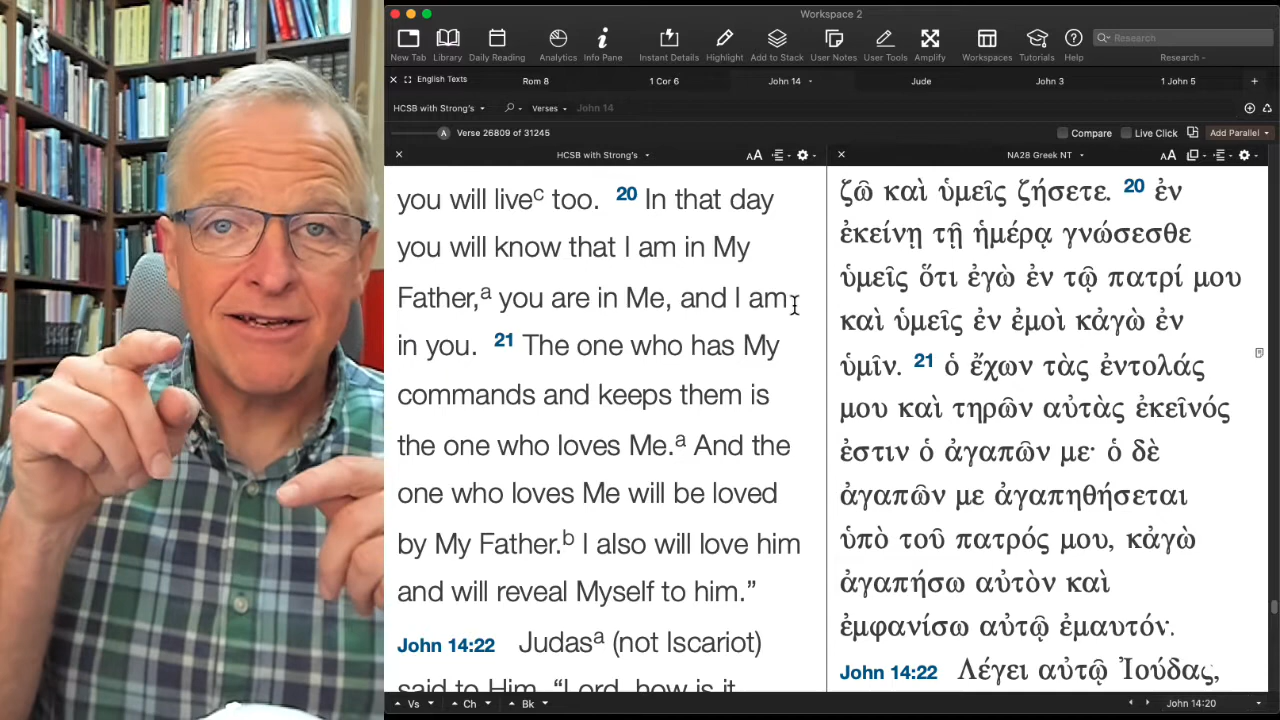 Workspace 2
New Tab Library Daily Reading Analytics Info Pane Instant Details Highlight Add to Stack User Notes User Tools Amplify Workspaces Tutorials Help Research
Research
English Texts Rom 8 1 Cor 6 John 14 Jude John 3 1 John 5
HCSB with Strong's Verses John 14
A Verse 26809 of 31245 Compare Live Click Add Parallel
HCSB with Strong's
you will liveᶜ too. 20 In that day
you will know that I am in My
Father,ᵃ you are in Me, and I am
in you. 21 The one who has My
commands and keeps them is
the one who loves Me.ᵃ And the
one who loves Me will be loved
by My Father.ᵇ I also will love him
and will reveal Myself to him.”
John 14:22 Judasᵃ (not Iscariot)
said to Him, “Lord, how is it
NA28 Greek NT
ζῶ καὶ ὑμεῖς ζήσετε. 20 ἐν
ἐκείνῃ τῇ ἡμέρᾳ γνώσεσθε
ὑμεῖς ὅτι ἐγὼ ἐν τῷ πατρί μου
καὶ ὑμεῖς ἐν ἐμοὶ κἀγὼ ἐν
ὑμῖν. 21 ὁ ἔχων τὰς ἐντολάς
μου καὶ τηρῶν αὐτὰς ἐκεῖνός
ἐστιν ὁ ἀγαπῶν με· ὁ δὲ
ἀγαπῶν με ἀγαπηθήσεται
ὑπὸ τοῦ πατρός μου, κἀγὼ
ἀγαπήσω αὐτὸν καὶ
ἐμφανίσω αὐτῷ ἐμαυτόν.
John 14:22 Λέγει αὐτῷ Ἰούδας,
Vs Ch Bk John 14:20